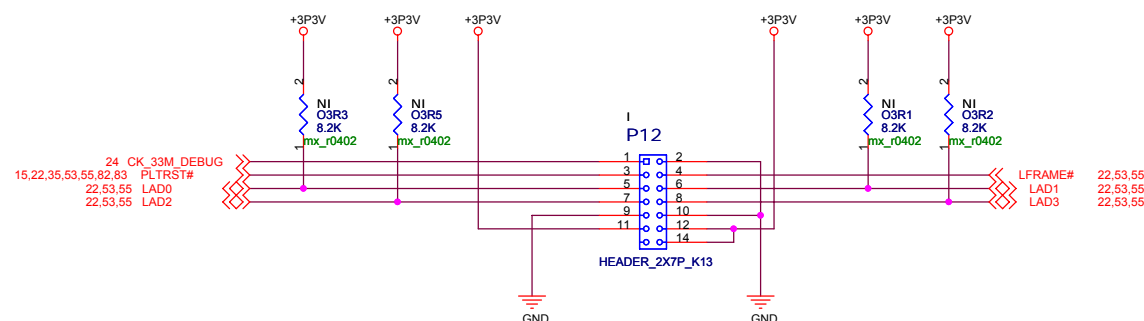 +3P3V +3P3V +3P3V +3P3V +3P3V +3P3V
2 2 2 2
NI NI NI NI
O3R3 O3R5 O3R1 O3R2
8.2K 8.2K 8.2K 8.2K
1 mx_r0402 1 mx_r0402 1 mx_r0402 1 mx_r0402
I
P12
24 CK_33M_DEBUG 1 2
15,22,35,53,55,82,83 PLTRST# 3 4 LFRAME# 22,53,55
22,53,55 LAD0 5 6 LAD1 22,53,55
22,53,55 LAD2 7 8 LAD3 22,53,55
9 10
11 12
14
HEADER_2X7P_K13
GND GND